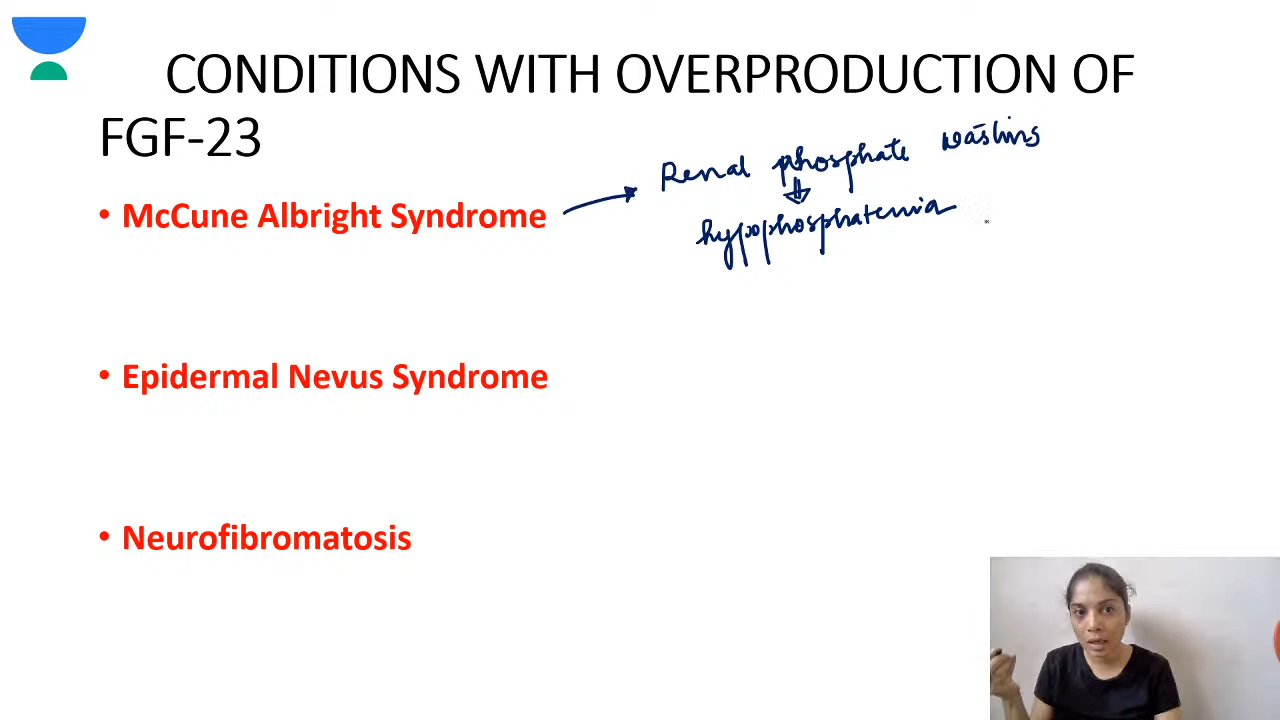 CONDITIONS WITH OVERPRODUCTION OF
FGF-23
• McCune Albright Syndrome
Renal phosphate wasting
hypophosphatemia
• Epidermal Nevus Syndrome
• Neurofibromatosis